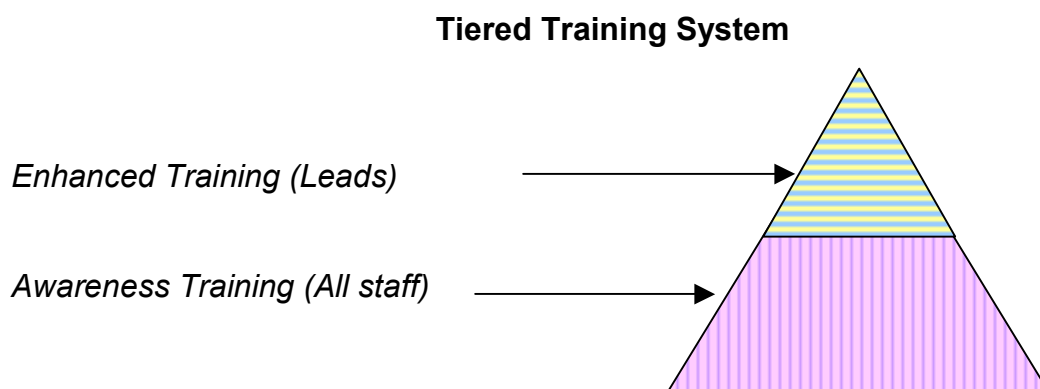 Tiered Training System
Enhanced Training (Leads)
Awareness Training (All staff)